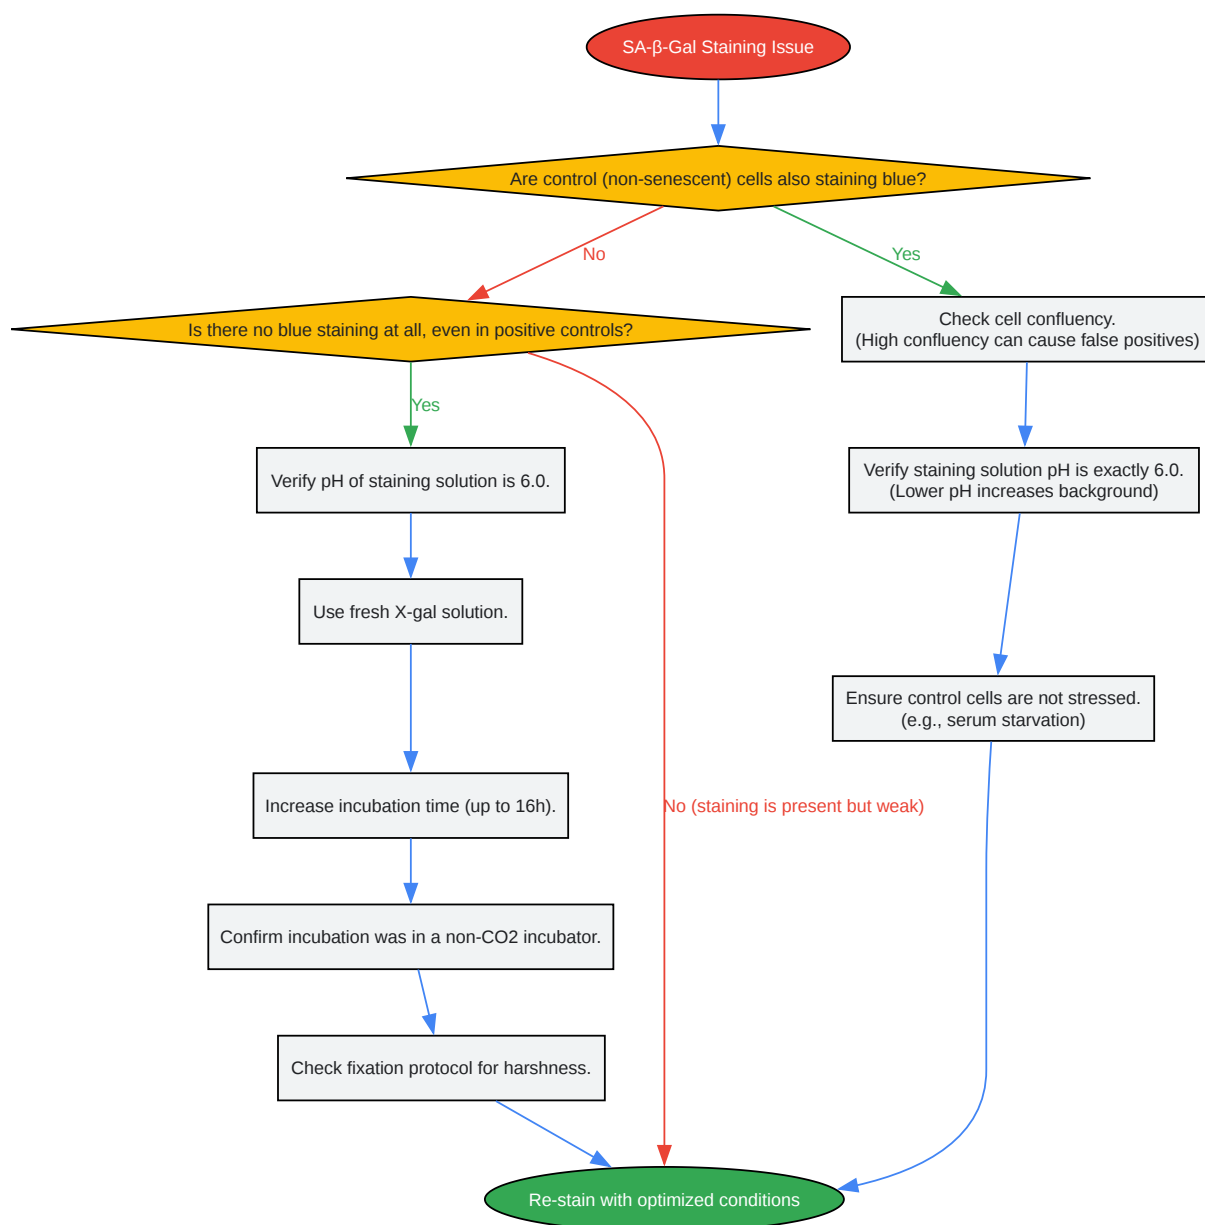 SA-β-Gal Staining Issue
Are control (non-senescent) cells also staining blue?
No
Yes
Is there no blue staining at all, even in positive controls?
Check cell confluency.
(High confluency can cause false positives)
Yes
Verify pH of staining solution is 6.0.
Verify staining solution pH is exactly 6.0.
(Lower pH increases background)
Use fresh X-gal solution.
Ensure control cells are not stressed.
(e.g., serum starvation)
Increase incubation time (up to 16h).
No (staining is present but weak)
Confirm incubation was in a non-CO2 incubator.
Check fixation protocol for harshness.
Re-stain with optimized conditions